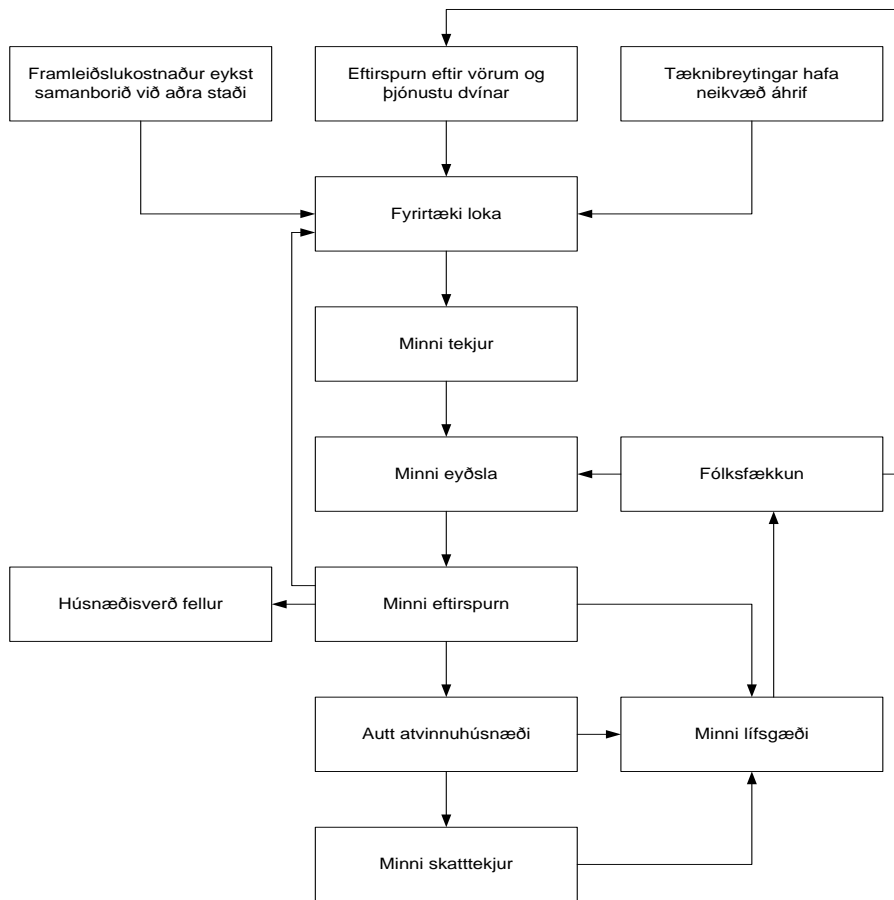 Framleiðslukostnaður eykst
samanborið við aðra staði
Eftirspurn eftir vörum og
þjónustu dvínar
Tæknibreytingar hafa
neikvæð áhrif
Fyrirtæki loka
Minni tekjur
Minni eyðsla
Fólksfækkun
Húsnæðisverð fellur
Minni eftirspurn
Autt atvinnuhúsnæði
Minni lífsgæði
Minni skatttekjur